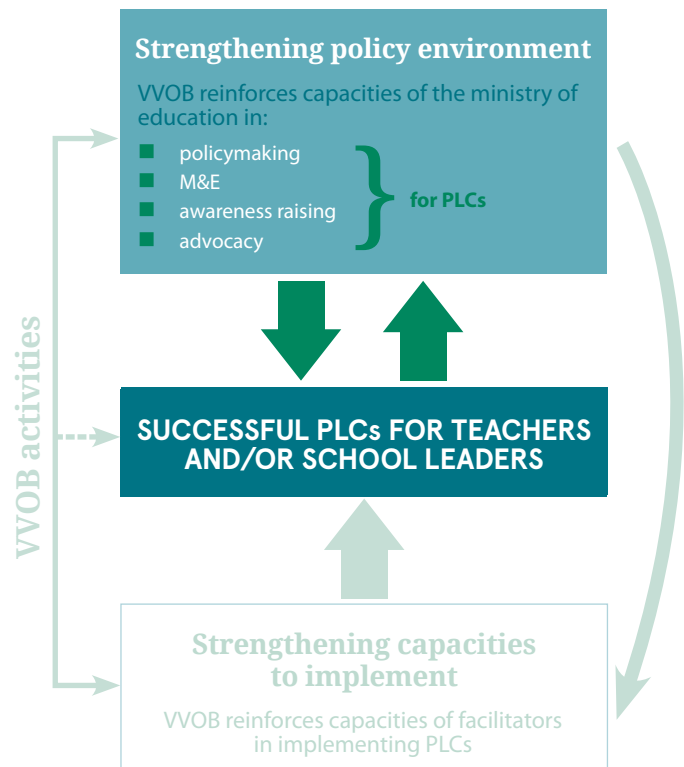 Strengthening policy environment
VVOB reinforces capacities of the ministry of
education in:
policymaking
M&E
awareness raising
advocacy
for PLCs
VVOB activities
SUCCESSFUL PLCs FOR TEACHERS
AND/OR SCHOOL LEADERS
Strengthening capacities
to implement
VVOB reinforces capacities of facilitators
in implementing PLCs